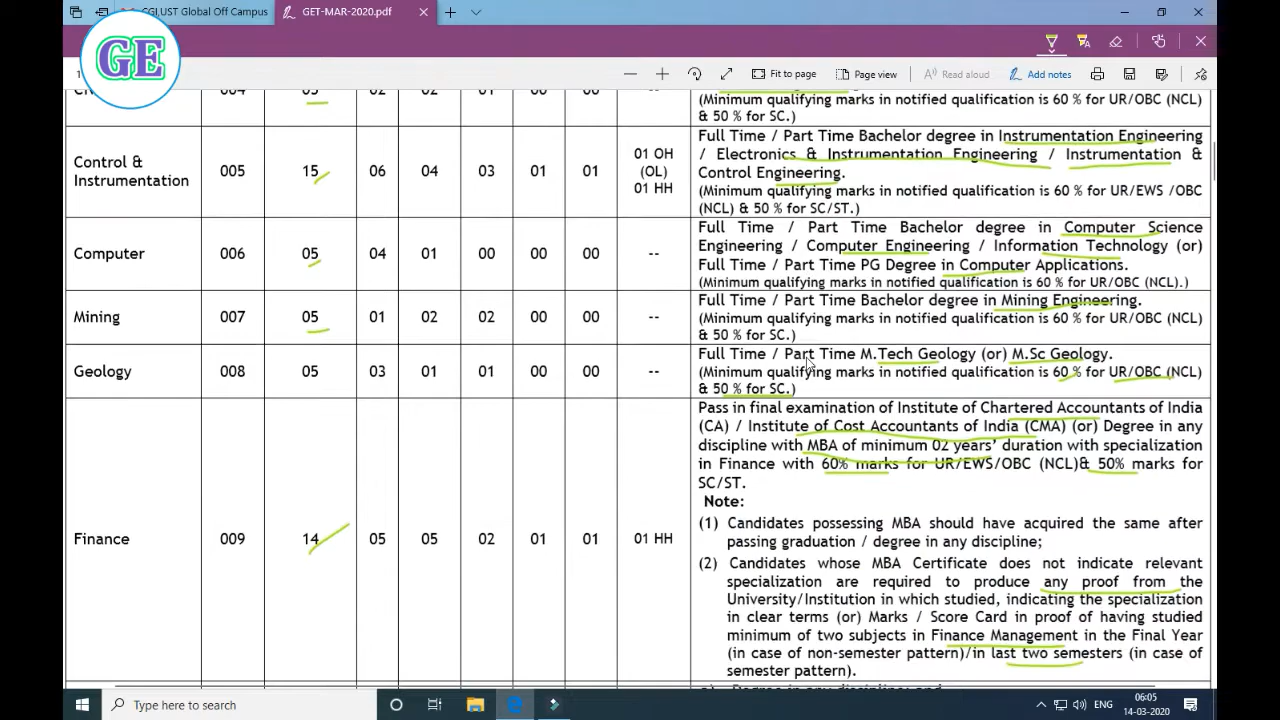 CGI,UST Global Off Campus
GET-MAR-2020.pdf
GE
Fit to page
Page view
Read aloud
Add notes
004 02 02 01 00 00 --
(Minimum qualifying marks in notified qualification is 60 % for UR/OBC (NCL)
& 50 % for SC.)
Control &
Instrumentation
005 15 06 04 03 01 01
01 OH
(OL)
01 HH
Full Time / Part Time Bachelor degree in Instrumentation Engineering
/ Electronics & Instrumentation Engineering / Instrumentation &
Control Engineering.
(Minimum qualifying marks in notified qualification is 60 % for UR/EWS /OBC
(NCL) & 50 % for SC/ST.)
Computer 006 05 04 01 00 00 00 --
Full Time / Part Time Bachelor degree in Computer Science
Engineering / Computer Engineering / Information Technology (or)
Full Time / Part Time PG Degree in Computer Applications.
(Minimum qualifying marks in notified qualification is 60 % for UR/OBC (NCL).)
Mining 007 05 01 02 02 00 00 --
Full Time / Part Time Bachelor degree in Mining Engineering.
(Minimum qualifying marks in notified qualification is 60 % for UR/OBC (NCL)
& 50 % for SC.)
Geology 008 05 03 01 01 00 00 --
Full Time / Part Time M.Tech Geology (or) M.Sc Geology.
(Minimum qualifying marks in notified qualification is 60 % for UR/OBC (NCL)
& 50 % for SC.)
Finance 009 14 05 05 02 01 01 01 HH
Pass in final examination of Institute of Chartered Accountants of India
(CA) / Institute of Cost Accountants of India (CMA) (or) Degree in any
discipline with MBA of minimum 02 years' duration with specialization
in Finance with 60% marks for UR/EWS/OBC (NCL)& 50% marks for
SC/ST.
Note:
(1) Candidates possessing MBA should have acquired the same after
passing graduation / degree in any discipline;
(2) Candidates whose MBA Certificate does not indicate relevant
specialization are required to produce any proof from the
University/Institution in which studied, indicating the specialization
in clear terms (or) Marks / Score Card in proof of having studied
minimum of two subjects in Finance Management in the Final Year
(in case of non-semester pattern)/in last two semesters (in case of
semester pattern).
Type here to search
ENG
06:05
14-03-2020